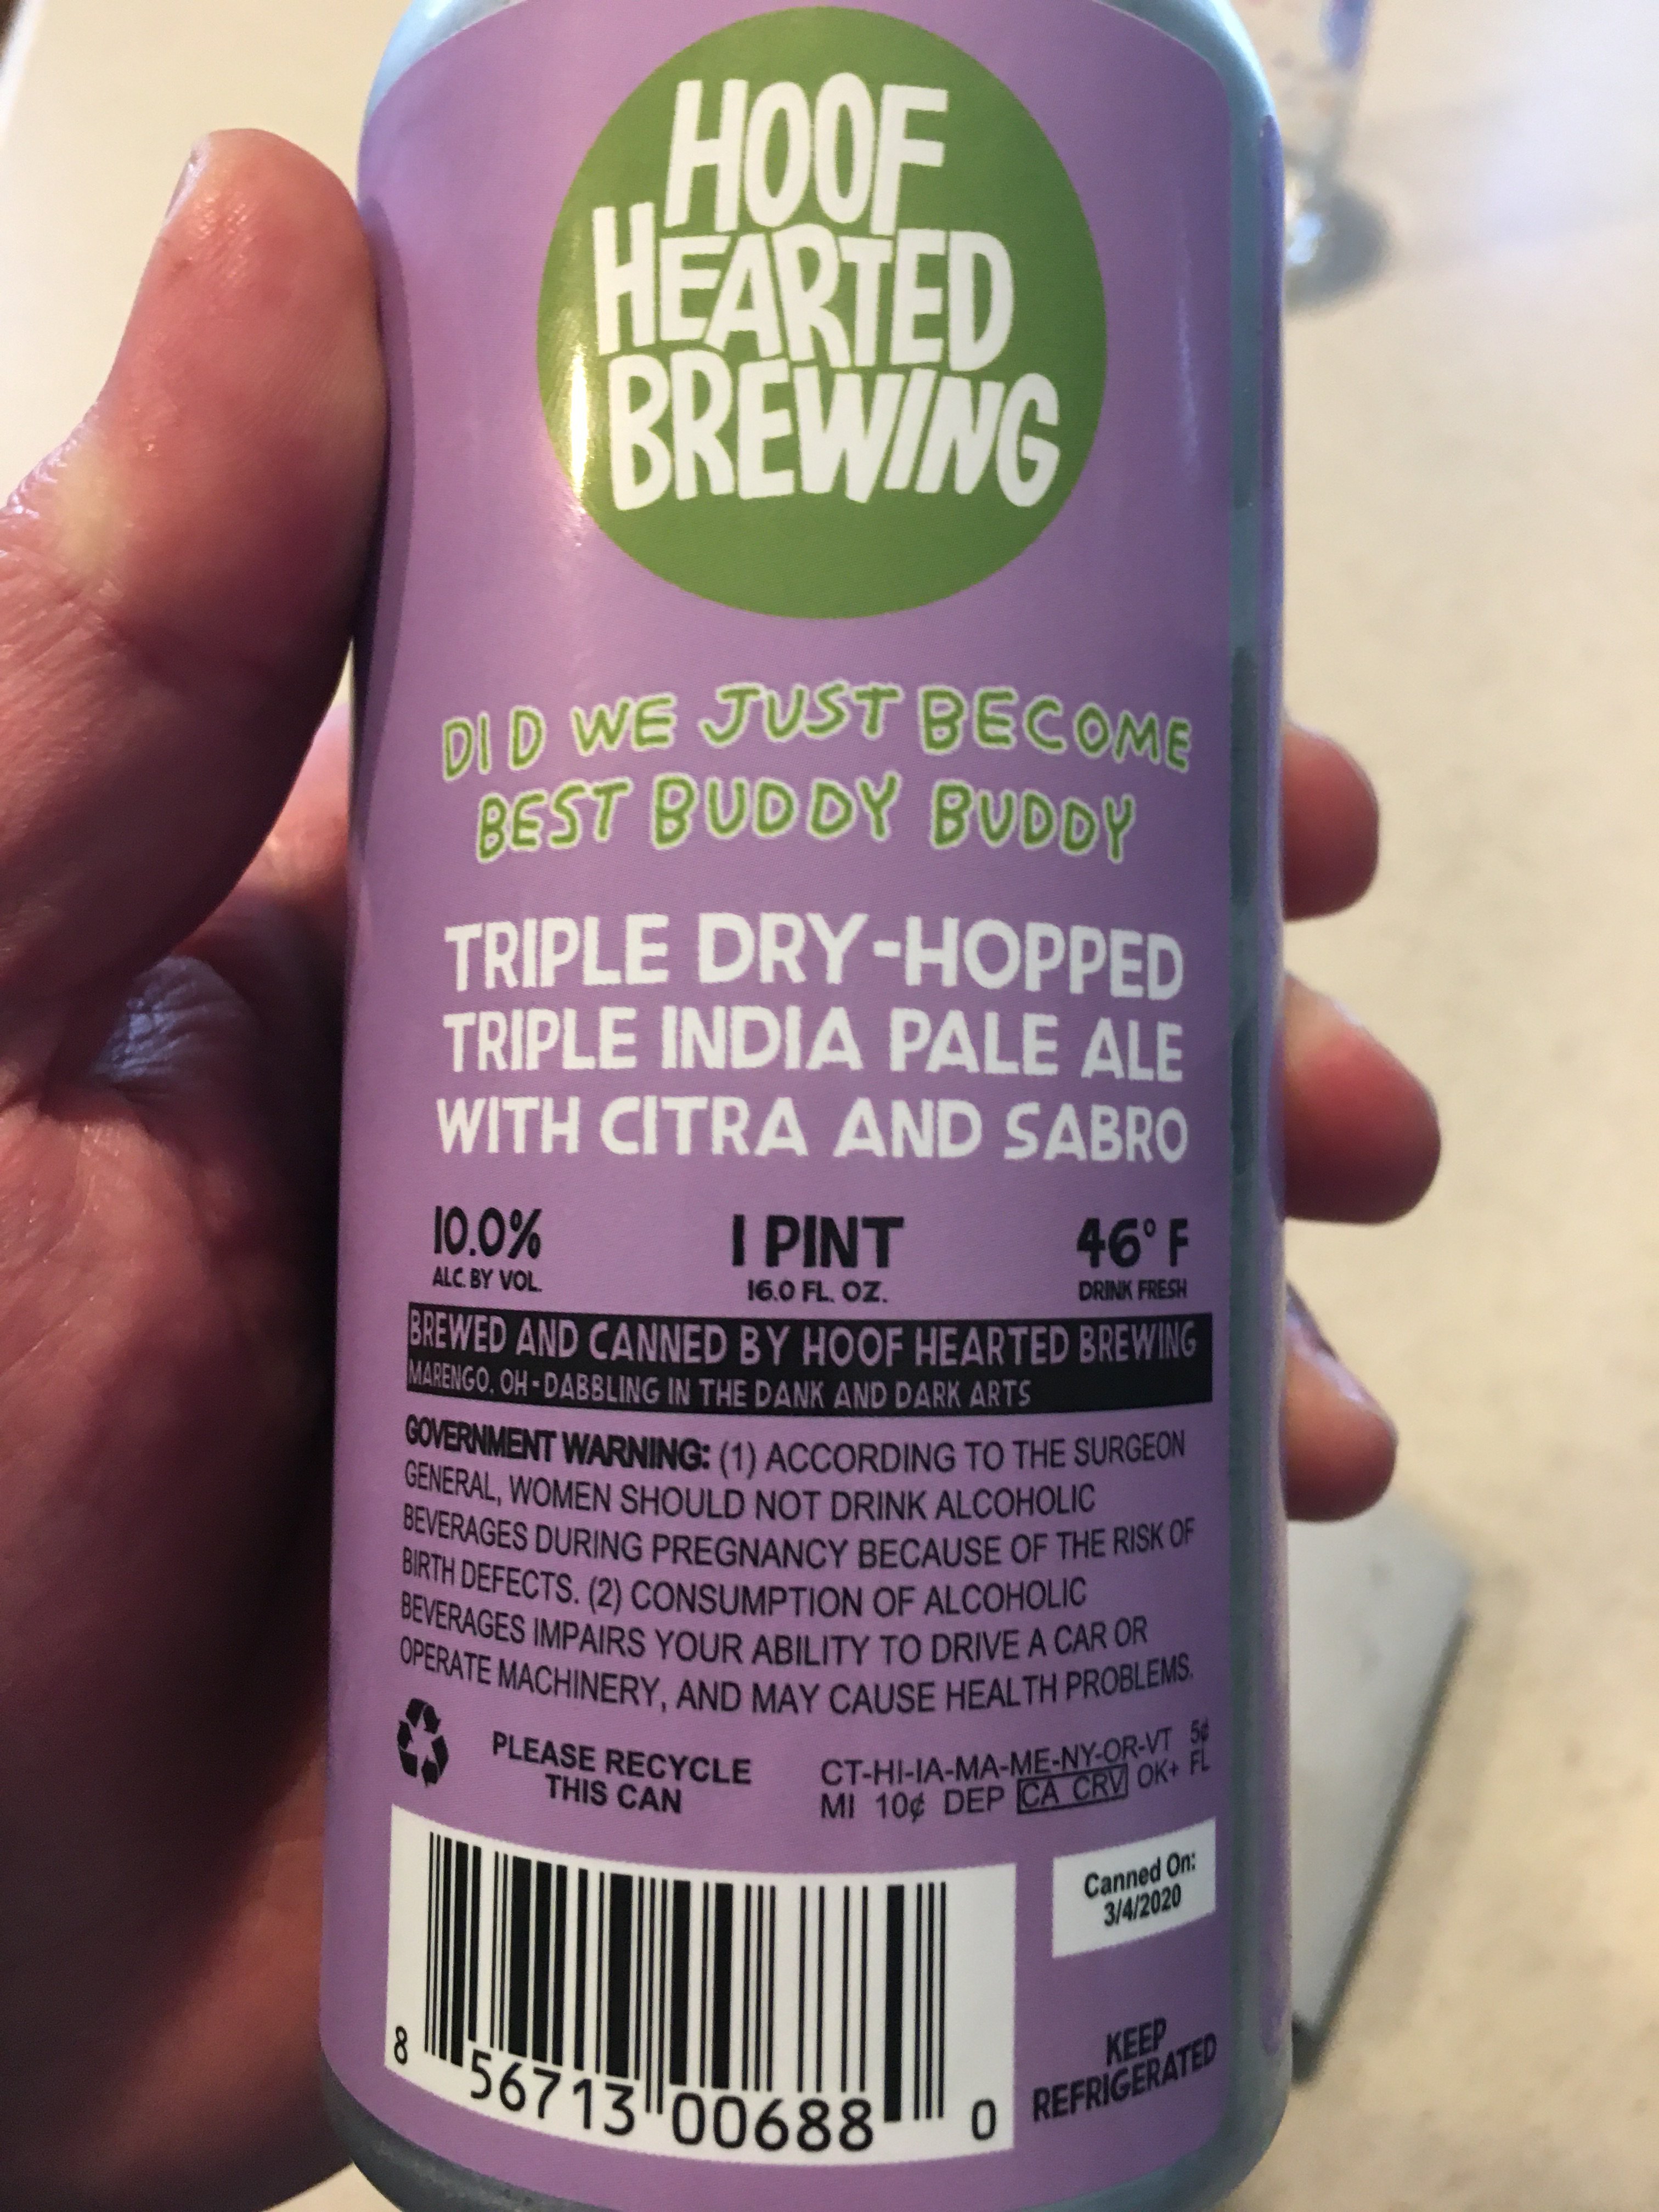 HOOF
HEARTED
BREWING
DID WE JUST BECOME
BEST BUDDY BUDDY
TRIPLE DRY-HOPPED
TRIPLE INDIA PALE ALE
WITH CITRA AND SABRO
10.0% 1 PINT 46° F
ALC. BY VOL. 16.0 FL. OZ. DRINK FRESH
BREWED AND CANNED BY HOOF HEARTED BREWING
MARENGO, OH - DABBLING IN THE DANK AND DARK ARTS
GOVERNMENT WARNING: (1) ACCORDING TO THE SURGEON
GENERAL, WOMEN SHOULD NOT DRINK ALCOHOLIC
BEVERAGES DURING PREGNANCY BECAUSE OF THE RISK OF
BIRTH DEFECTS. (2) CONSUMPTION OF ALCOHOLIC
BEVERAGES IMPAIRS YOUR ABILITY TO DRIVE A CAR OR
OPERATE MACHINERY, AND MAY CAUSE HEALTH PROBLEMS.
PLEASE RECYCLE
THIS CAN
CT-HI-IA-MA-ME-NY-OR-VT 5¢
MI 10¢ DEP CA CRV OK+ FL
Canned On:
3/4/2020
KEEP
REFRIGERATED
8 56713 00688 0